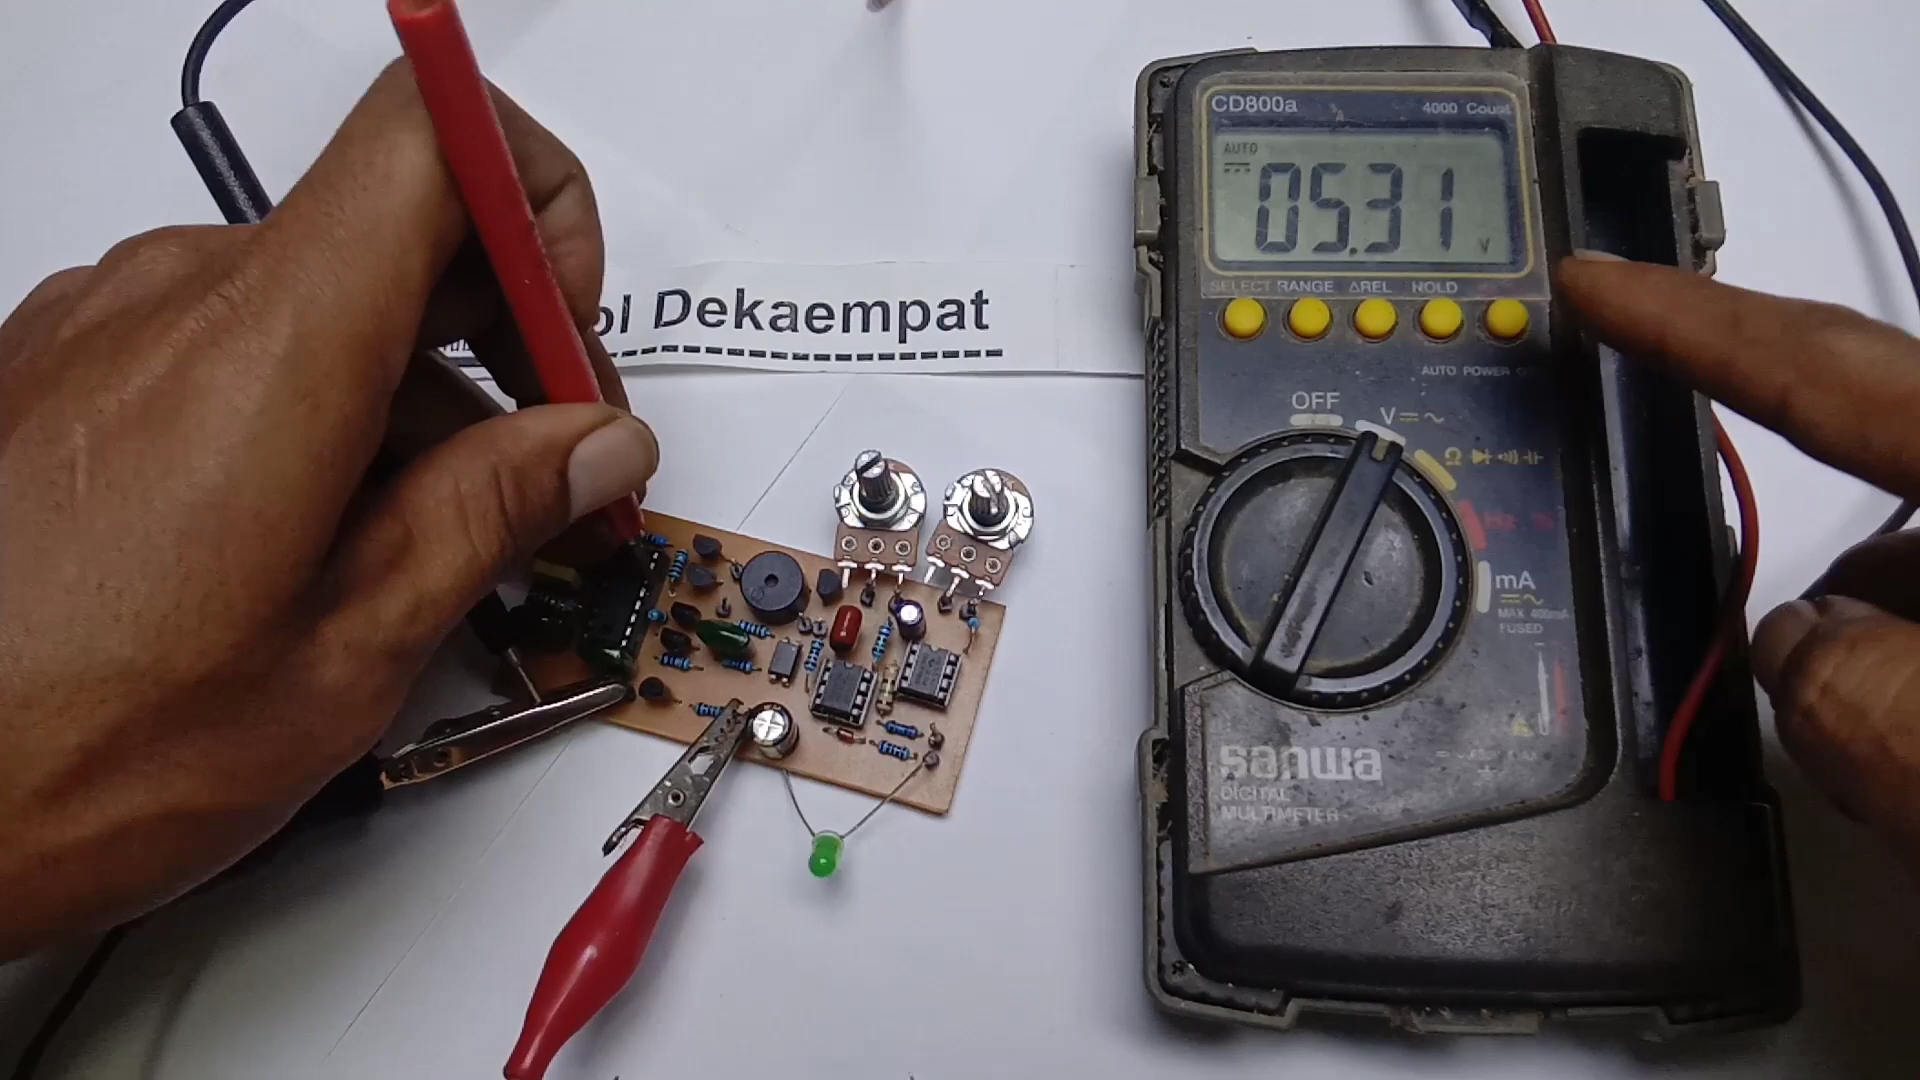 CD800a
4000 Count
AUTO
05.31
V
SELECT RANGE ΔREL HOLD
ol Dekaempat
AUTO POWER O
OFF
V
Ω
mA
MAX 400mA
FUSED
sanwa
DIGITAL
MULTIMETER